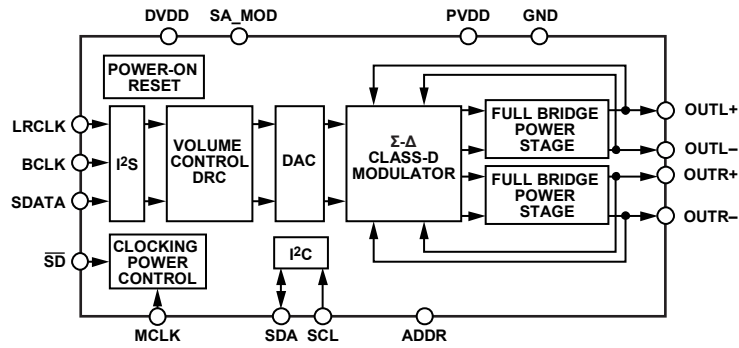 DVDD SA_MOD PVDD GND
POWER-ON
RESET
LRCLK
BCLK
SDATA
I²S
VOLUME
CONTROL
DRC
DAC
Σ-Δ
CLASS-D
MODULATOR
FULL BRIDGE
POWER
STAGE
FULL BRIDGE
POWER
STAGE
OUTL+
OUTL–
OUTR+
OUTR–
SD
CLOCKING
POWER
CONTROL
I²C
MCLK SDA SCL ADDR